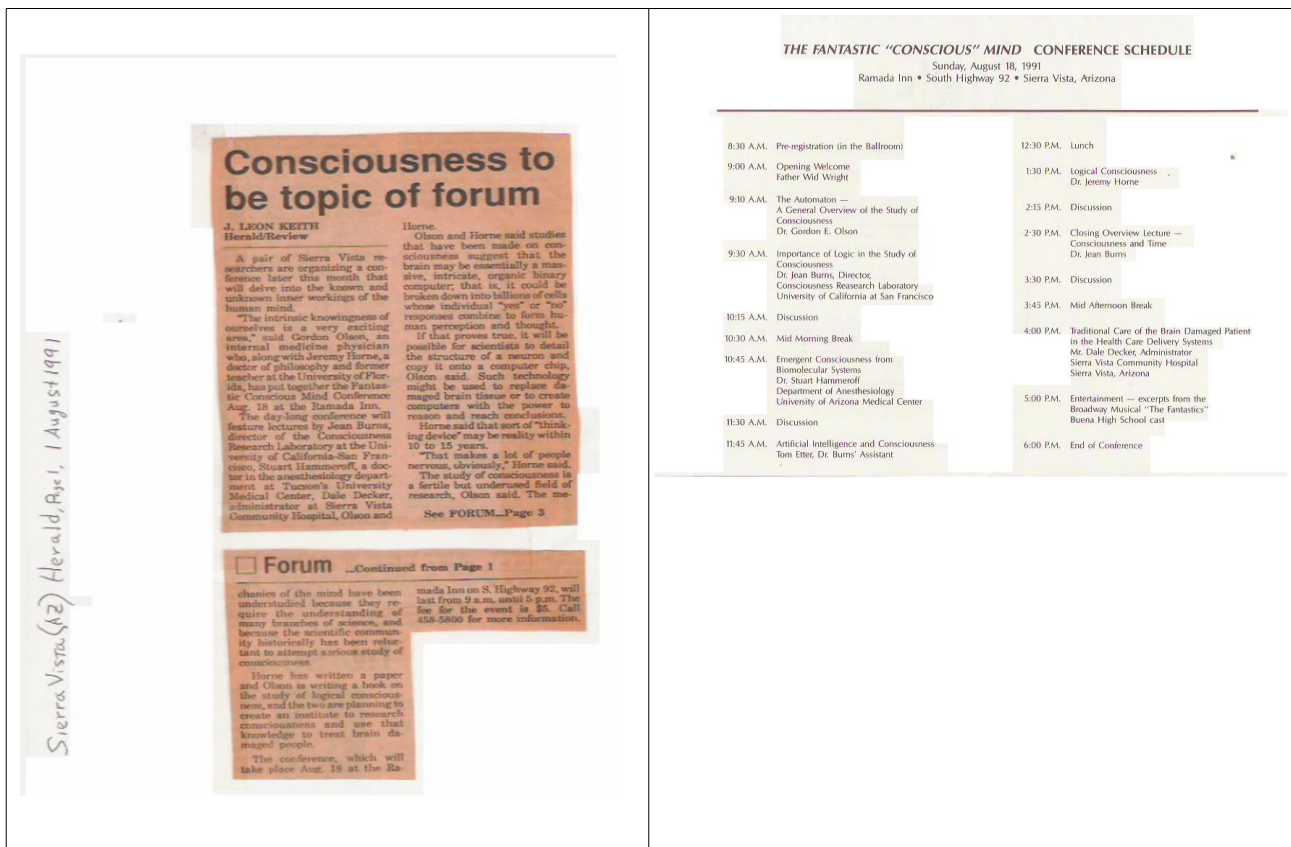 Sierra Vista (AZ) Herald, Page 1, 1 August 1991
Consciousness to
be topic of forum
J. LEON KEITH
Herald/Review
A pair of Sierra Vista re-
searchers are organizing a con-
ference later this month that
will delve into the known and
unknown inner workings of the
human mind.
"The intrinsic knowingness of
ourselves is a very exciting
area," said Gordon Olson, an
internal medicine physician
who, along with Jeremy Horne, a
doctor of philosophy and former
teacher at the University of Flor-
ida, has put together the Fantas-
tic Conscious Mind Conference
Aug. 18 at the Ramada Inn.
The day-long conference will
feature lectures by Jean Burns,
director of the Consciousness
Research Laboratory at the Uni-
versity of California-San Fran-
cisco, Stuart Hammeroff, a doc-
tor in the anesthesiology depart-
ment at Tucson's University
Medical Center, Dale Decker,
administrator at Sierra Vista
Community Hospital, Olson and
Horne.
Olson and Horne said studies
that have been made on con-
sciousness suggest that the
brain may be essentially a mas-
sive, intricate, organic binary
computer; that is, it could be
broken down into billions of cells
whose individual "yes" or "no"
responses combine to form hu-
man perception and thought.
If that proves true, it will be
possible for scientists to detail
the structure of a neuron and
copy it onto a computer chip,
Olson said. Such technology
might be used to replace da-
maged brain tissue or to create
computers with the power to
reason and reach conclusions.
Horne said that sort of "think-
ing device" may be reality within
10 to 15 years.
"That makes a lot of people
nervous, obviously," Horne said.
The study of consciousness is
a fertile but underused field of
research, Olson said. The me-
See FORUM...Page 3
Forum ...Continued from Page 1
chanics of the mind have been
understudied because they re-
quire the understanding of
many branches of science, and
because the scientific commun-
ity historically has been reluc-
tant to attempt serious study of
consciousness.
Horne has written a paper
and Olson is writing a book on
the study of logical conscious-
ness, and the two are planning to
create an institute to research
consciousness and use that
knowledge to treat brain da-
maged people.
The conference, which will
take place Aug. 18 at the Ra-
mada Inn on S. Highway 92, will
last from 9 a.m. until 5 p.m. The
fee for the event is $5. Call
458-5800 for more information.
THE FANTASTIC "CONSCIOUS" MIND CONFERENCE SCHEDULE
Sunday, August 18, 1991
Ramada Inn • South Highway 92 • Sierra Vista, Arizona
8:30 A.M. Pre-registration (in the Ballroom)
9:00 A.M. Opening Welcome
Father Wid Wright
9:10 A.M. The Automaton —
A General Overview of the Study of
Consciousness
Dr. Gordon E. Olson
9:30 A.M. Importance of Logic in the Study of
Consciousness
Dr. Jean Burns, Director,
Consciousness Reasearch Laboratory
University of California at San Francisco
10:15 A.M. Discussion
10:30 A.M. Mid Morning Break
10:45 A.M. Emergent Consciousness from
Biomolecular Systems
Dr. Stuart Hammeroff
Department of Anesthesiology
University of Arizona Medical Center
11:30 A.M. Discussion
11:45 A.M. Artificial Intelligence and Consciousness
Tom Etter, Dr. Burns' Assistant
12:30 P.M. Lunch
1:30 P.M. Logical Consciousness
Dr. Jeremy Horne
2:15 P.M. Discussion
2:30 P.M. Closing Overview Lecture —
Consciousness and Time
Dr. Jean Burns
3:30 P.M. Discussion
3:45 P.M. Mid Afternoon Break
4:00 P.M. Traditional Care of the Brain Damaged Patient
in the Health Care Delivery Systems
Mr. Dale Decker, Administrator
Sierra Vista Community Hospital
Sierra Vista, Arizona
5:00 P.M. Entertainment — excerpts from the
Broadway Musical "The Fantastics"
Buena High School cast
6:00 P.M. End of Conference